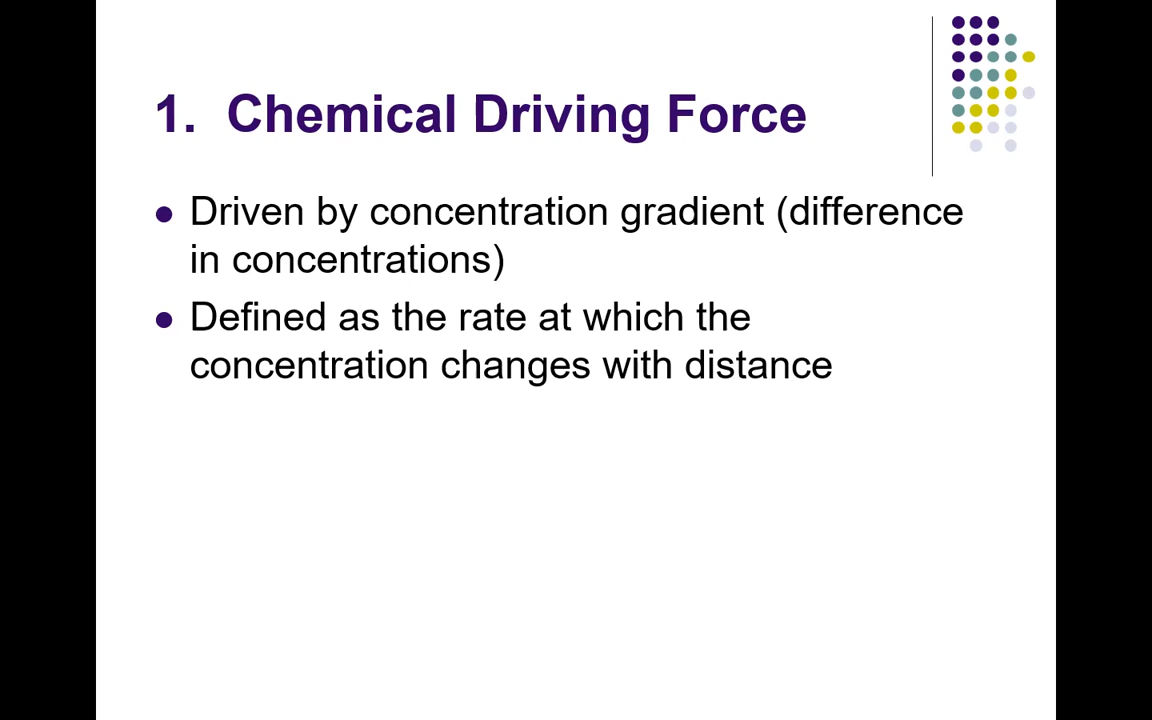 1. Chemical Driving Force
Driven by concentration gradient (difference
in concentrations)
Defined as the rate at which the
concentration changes with distance